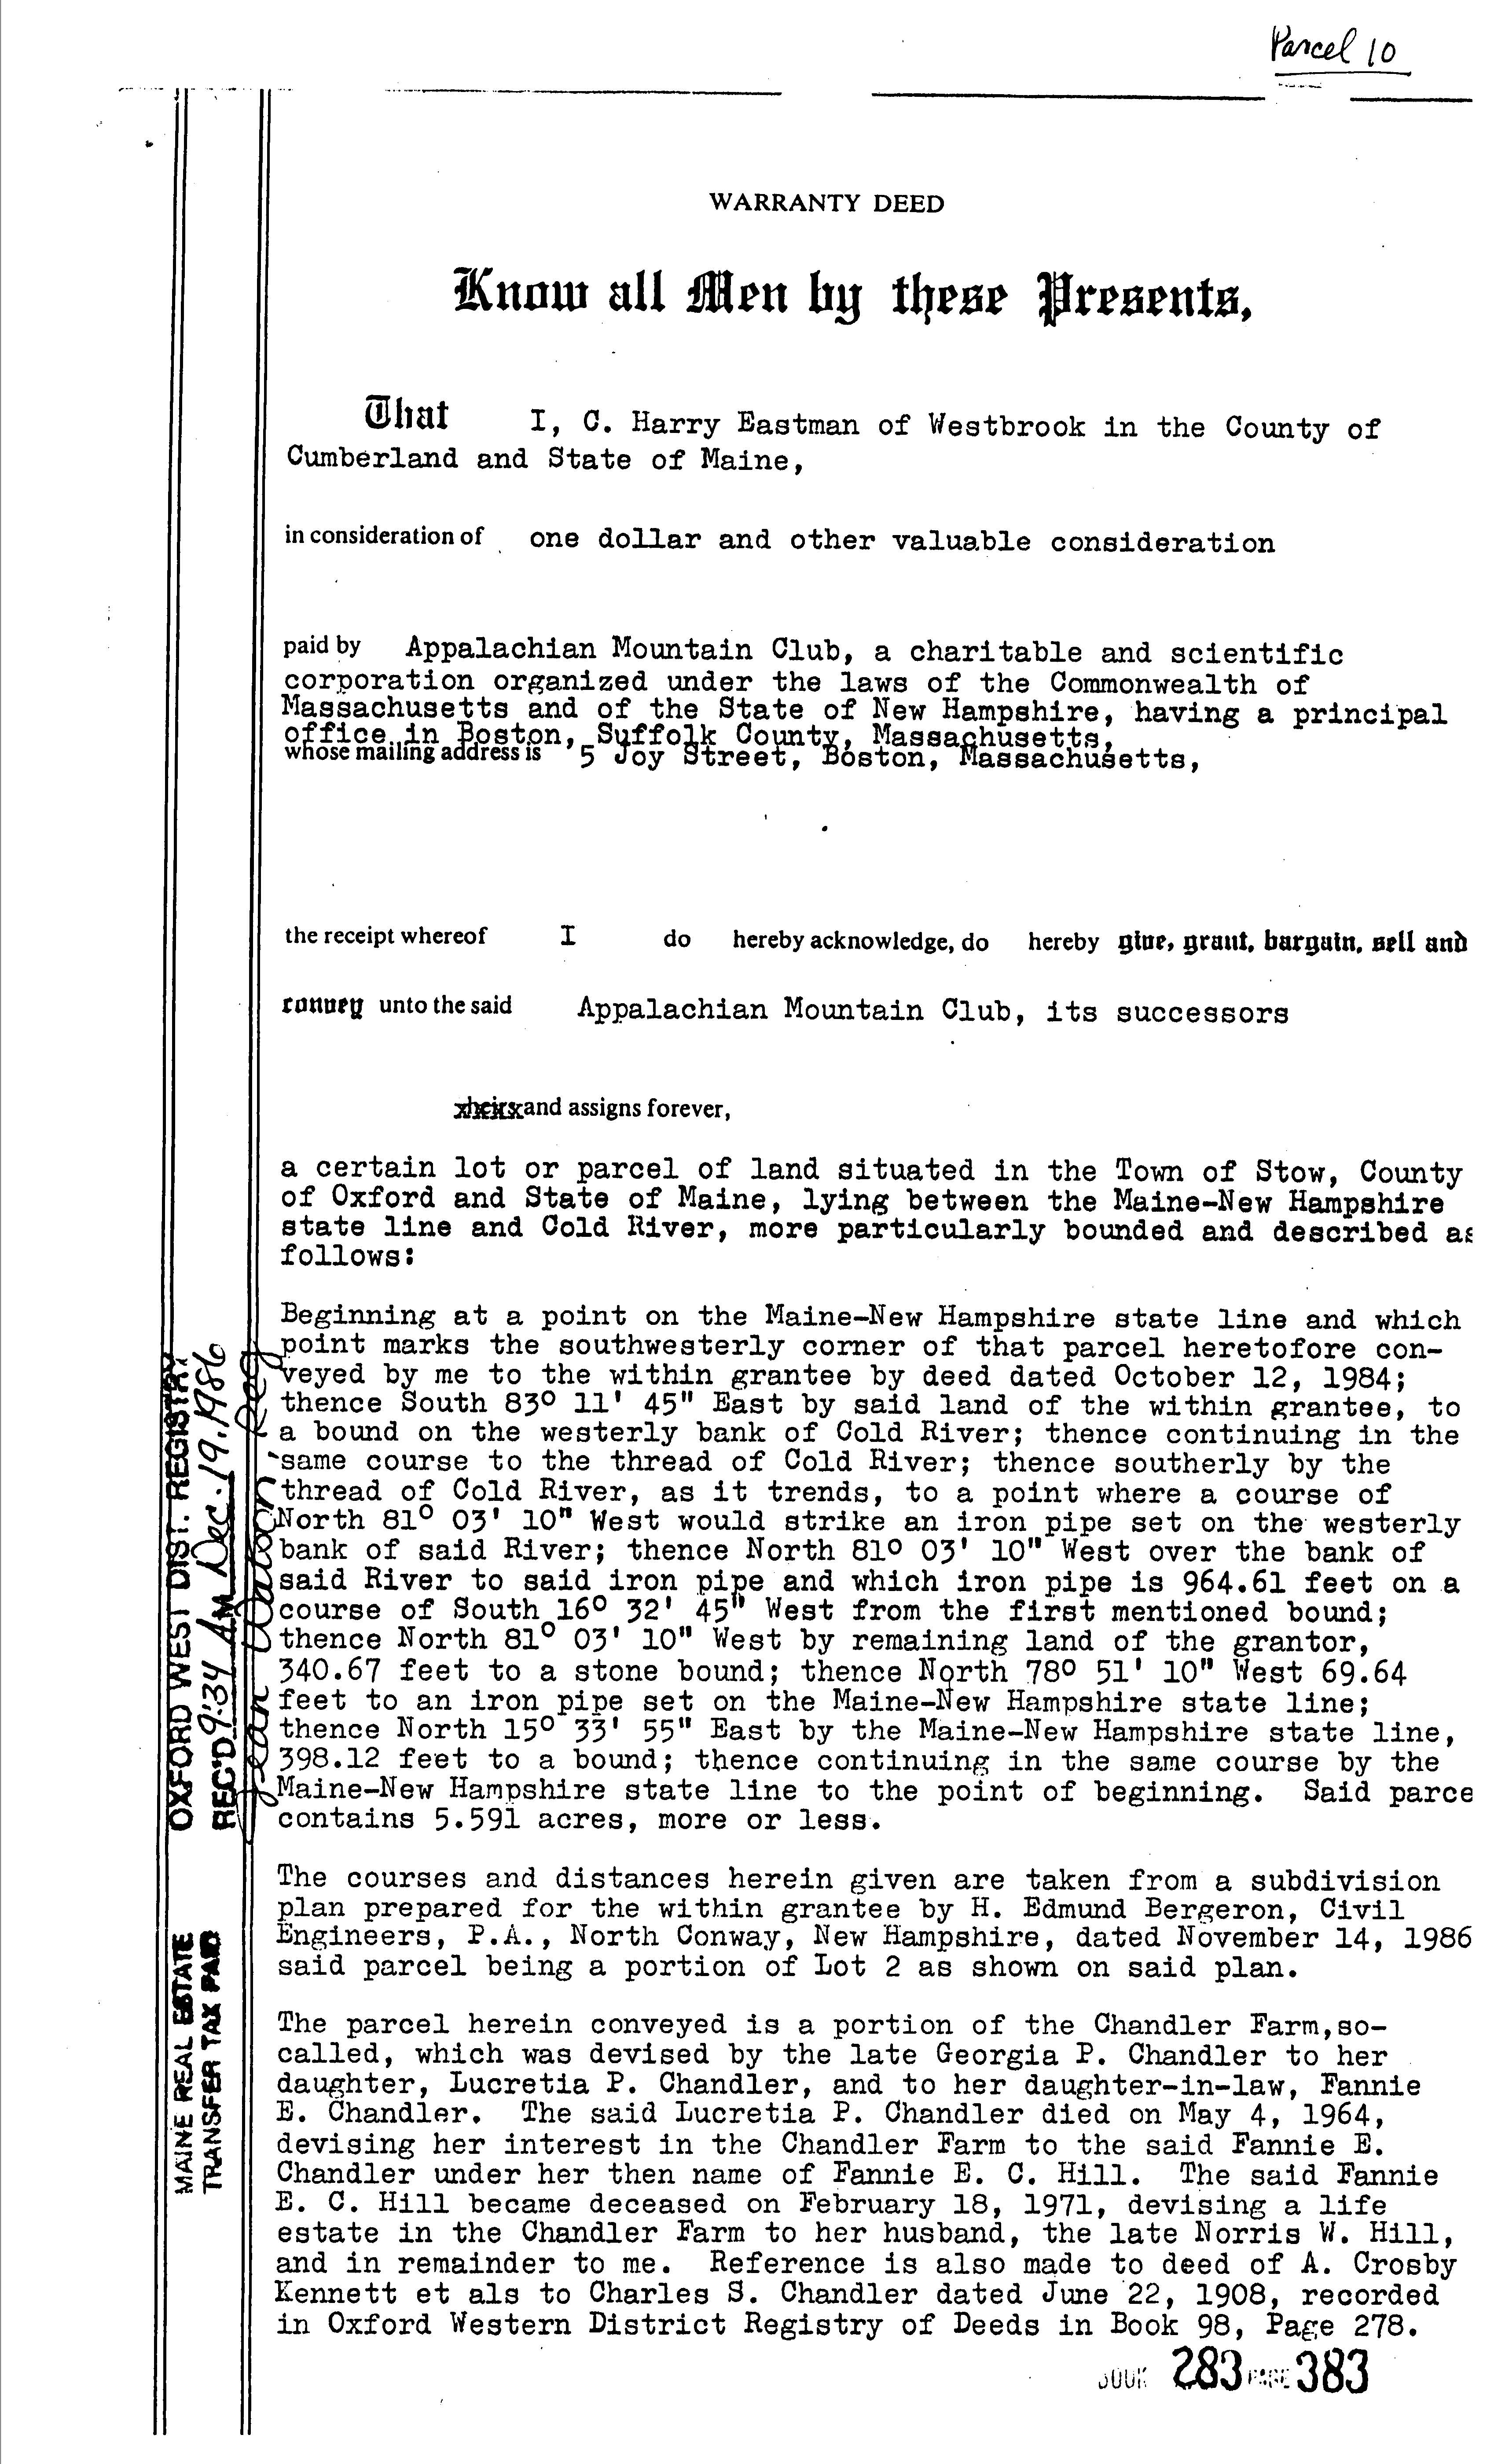 Parcel 10
WARRANTY DEED
Know all Men by these Presents,
That I, C. Harry Eastman of Westbrook in the County of
Cumberland and State of Maine,
in consideration of one dollar and other valuable consideration
paid by Appalachian Mountain Club, a charitable and scientific
corporation organized under the laws of the Commonwealth of
Massachusetts and of the State of New Hampshire, having a principal
office in Boston, Suffolk County, Massachusetts,
whose mailing address is 5 Joy Street, Boston, Massachusetts,
the receipt whereof I do hereby acknowledge, do hereby give, grant, bargain, sell and
convey unto the said Appalachian Mountain Club, its successors
xheirsx and assigns forever,
a certain lot or parcel of land situated in the Town of Stow, County
of Oxford and State of Maine, lying between the Maine-New Hampshire
state line and Cold River, more particularly bounded and described as
follows:
Beginning at a point on the Maine-New Hampshire state line and which
point marks the southwesterly corner of that parcel heretofore con-
veyed by me to the within grantee by deed dated October 12, 1984;
thence South 83° 11' 45" East by said land of the within grantee, to
a bound on the westerly bank of Cold River; thence continuing in the
same course to the thread of Cold River; thence southerly by the
thread of Cold River, as it trends, to a point where a course of
North 81° 03' 10" West would strike an iron pipe set on the westerly
bank of said River; thence North 81° 03' 10" West over the bank of
said River to said iron pipe and which iron pipe is 964.61 feet on a
course of South 16° 32' 45" West from the first mentioned bound;
thence North 81° 03' 10" West by remaining land of the grantor,
340.67 feet to a stone bound; thence North 78° 51' 10" West 69.64
feet to an iron pipe set on the Maine-New Hampshire state line;
thence North 15° 33' 55" East by the Maine-New Hampshire state line,
398.12 feet to a bound; thence continuing in the same course by the
Maine-New Hampshire state line to the point of beginning. Said parce
contains 5.591 acres, more or less.
The courses and distances herein given are taken from a subdivision
plan prepared for the within grantee by H. Edmund Bergeron, Civil
Engineers, P.A., North Conway, New Hampshire, dated November 14, 1986
said parcel being a portion of Lot 2 as shown on said plan.
The parcel herein conveyed is a portion of the Chandler Farm,so-
called, which was devised by the late Georgia P. Chandler to her
daughter, Lucretia P. Chandler, and to her daughter-in-law, Fannie
E. Chandler. The said Lucretia P. Chandler died on May 4, 1964,
devising her interest in the Chandler Farm to the said Fannie E.
Chandler under her then name of Fannie E. C. Hill. The said Fannie
E. C. Hill became deceased on February 18, 1971, devising a life
estate in the Chandler Farm to her husband, the late Norris W. Hill,
and in remainder to me. Reference is also made to deed of A. Crosby
Kennett et als to Charles S. Chandler dated June 22, 1908, recorded
in Oxford Western District Registry of Deeds in Book 98, Page 278.
BOOK 283 PAGE 383
OXFORD WEST DIST. REGISTRY
REC'D 9:34 AM Dec. 19, 1986
Jean Watson, Reg
MAINE REAL ESTATE
TRANSFER TAX PAID